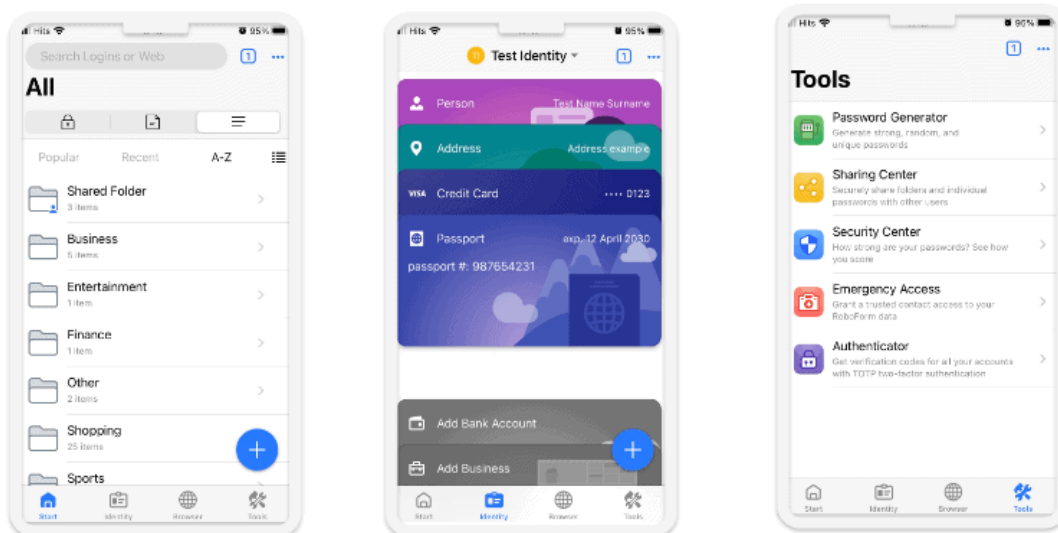 Hits
95%
Search Logins or Web
1
All
Popular
Recent
A-Z
Shared Folder
3 items
Business
5 items
Entertainment
1 item
Finance
1 item
Other
2 items
Shopping
25 items
Sports
Start
Identity
Browser
Tools
Hits
95%
Test Identity
1
Person
Test Name Surname
Address
Address example
VISA
Credit Card
•••• 0123
Passport
exp. 12 April 2030
passport #: 987654231
Add Bank Account
Add Business
Start
Identity
Browser
Tools
Hits
90%
1
Tools
Password Generator
Generate strong, random, and
unique passwords
Sharing Center
Securely share folders and individual
passwords with other users
Security Center
How strong are your passwords? See how
you score
Emergency Access
Grant a trusted contact access to your
RoboForm data
Authenticator
Get verification codes for all your accounts
with TOTP two-factor authentication
Start
Identity
Browser
Tools